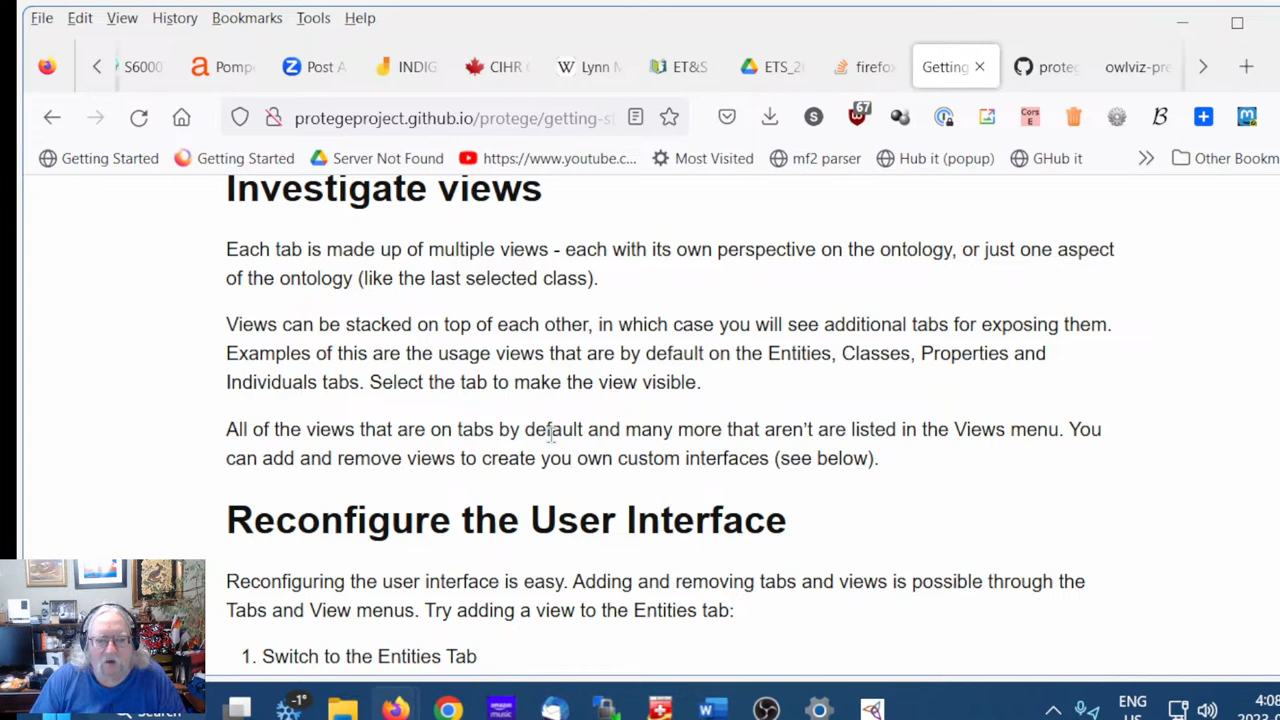 File Edit View History Bookmarks Tools Help
S6000 Pomp Post A INDIG CIHR Lynn ET&S ETS_2 firefo Getting prote owlviz-pre
protegeproject.github.io/protege/getting-s 67
Getting Started Getting Started Server Not Found https://www.youtube.c... Most Visited mf2 parser Hub it (popup) GHub it Other Bookm
Investigate views
Each tab is made up of multiple views - each with its own perspective on the ontology, or just one aspect
of the ontology (like the last selected class).
Views can be stacked on top of each other, in which case you will see additional tabs for exposing them.
Examples of this are the usage views that are by default on the Entities, Classes, Properties and
Individuals tabs. Select the tab to make the view visible.
All of the views that are on tabs by default and many more that aren't are listed in the Views menu. You
can add and remove views to create you own custom interfaces (see below).
Reconfigure the User Interface
Reconfiguring the user interface is easy. Adding and removing tabs and views is possible through the
Tabs and View menus. Try adding a view to the Entities tab:
1. Switch to the Entities Tab
Search -1° music ENG 4:08